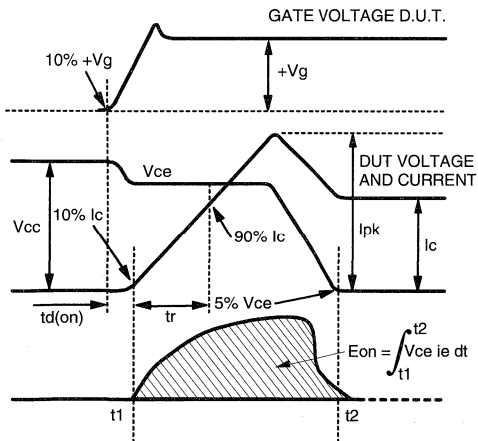 GATE VOLTAGE D.U.T.
10% +Vg
+Vg
Vce
DUT VOLTAGE
AND CURRENT
10% Ic
Vcc
90% Ic
Ipk
Ic
td(on)
tr
5% Vce
Eon = ∫ Vce ie dt
t2
t1
t1
t2